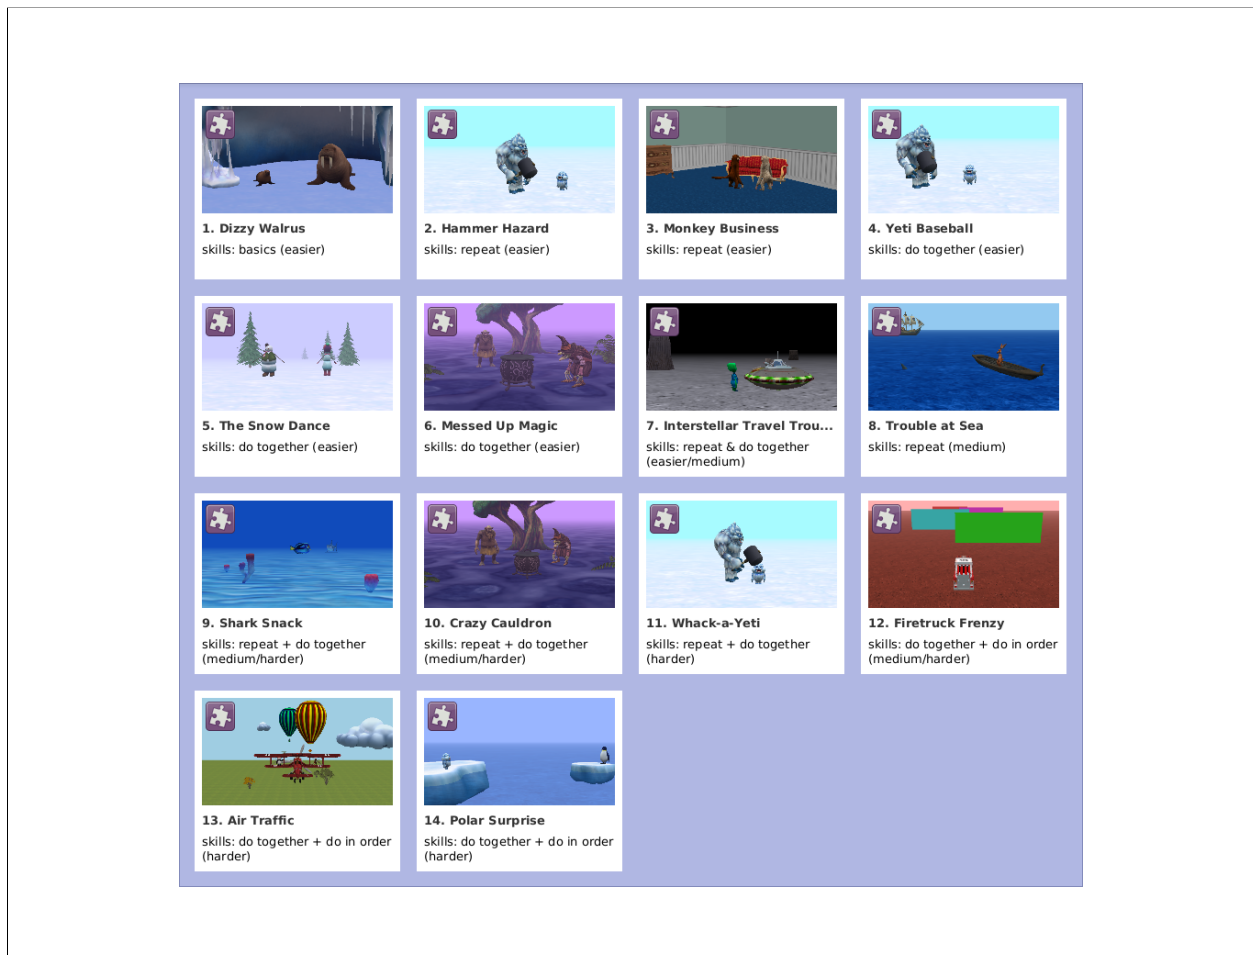 1. Dizzy Walrus
skills: basics (easier)
2. Hammer Hazard
skills: repeat (easier)
3. Monkey Business
skills: repeat (easier)
4. Yeti Baseball
skills: do together (easier)
5. The Snow Dance
skills: do together (easier)
6. Messed Up Magic
skills: do together (easier)
7. Interstellar Travel Trou...
skills: repeat & do together
(easier/medium)
8. Trouble at Sea
skills: repeat (medium)
9. Shark Snack
skills: repeat + do together
(medium/harder)
10. Crazy Cauldron
skills: repeat + do together
(medium/harder)
11. Whack-a-Yeti
skills: repeat + do together
(harder)
12. Firetruck Frenzy
skills: do together + do in order
(medium/harder)
13. Air Traffic
skills: do together + do in order
(harder)
14. Polar Surprise
skills: do together + do in order
(harder)